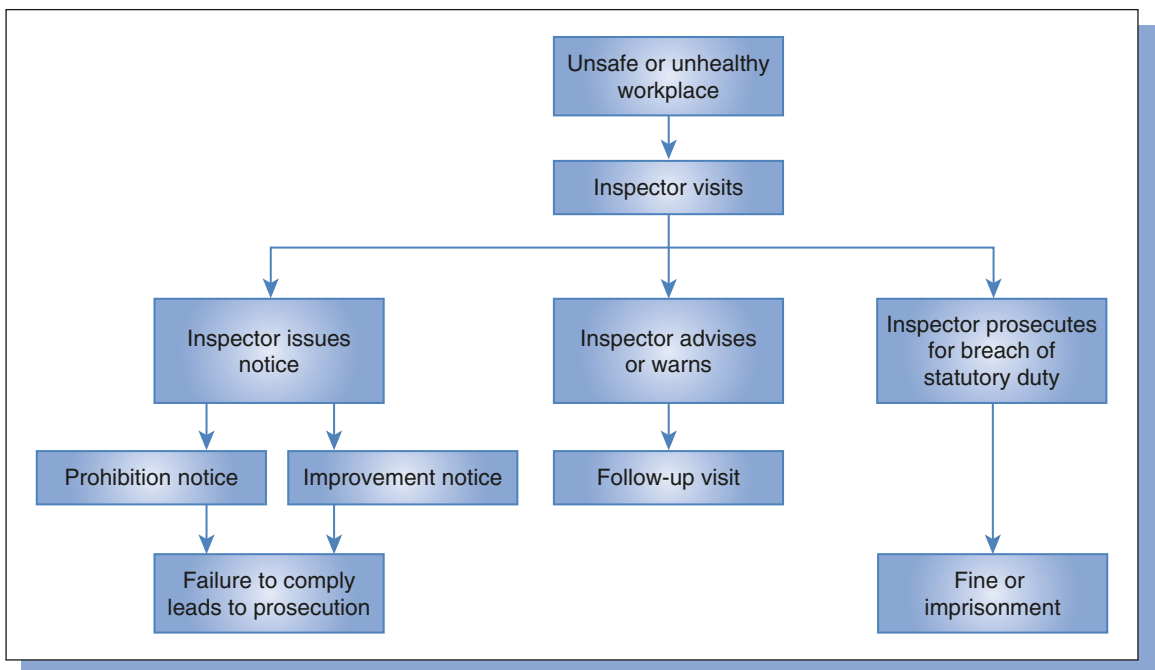 Unsafe or unhealthy
workplace
Inspector visits
Inspector issues
notice
Inspector advises
or warns
Inspector prosecutes
for breach of
statutory duty
Prohibition notice
Improvement notice
Follow-up visit
Failure to comply
leads to prosecution
Fine or
imprisonment